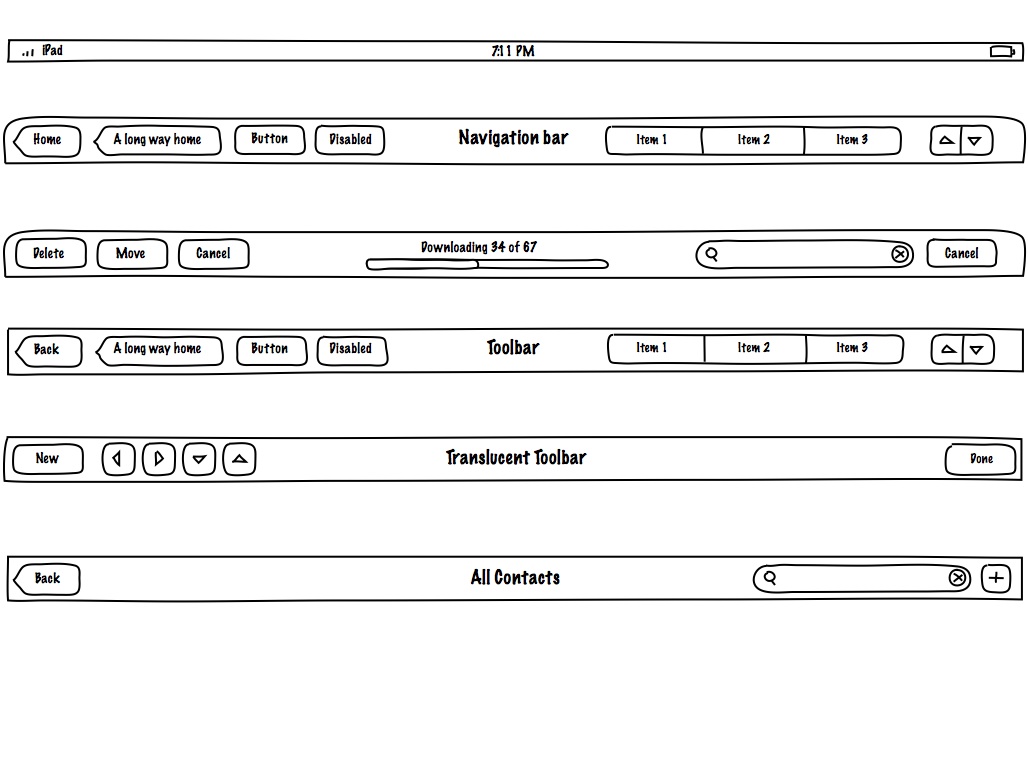 iPad 7:11 PM
Home A long way home Button Disabled Navigation bar Item 1 Item 2 Item 3
Downloading 34 of 67
Delete Move Cancel Cancel
Back A long way home Button Disabled Toolbar Item 1 Item 2 Item 3
New Translucent Toolbar Done
Back All Contacts